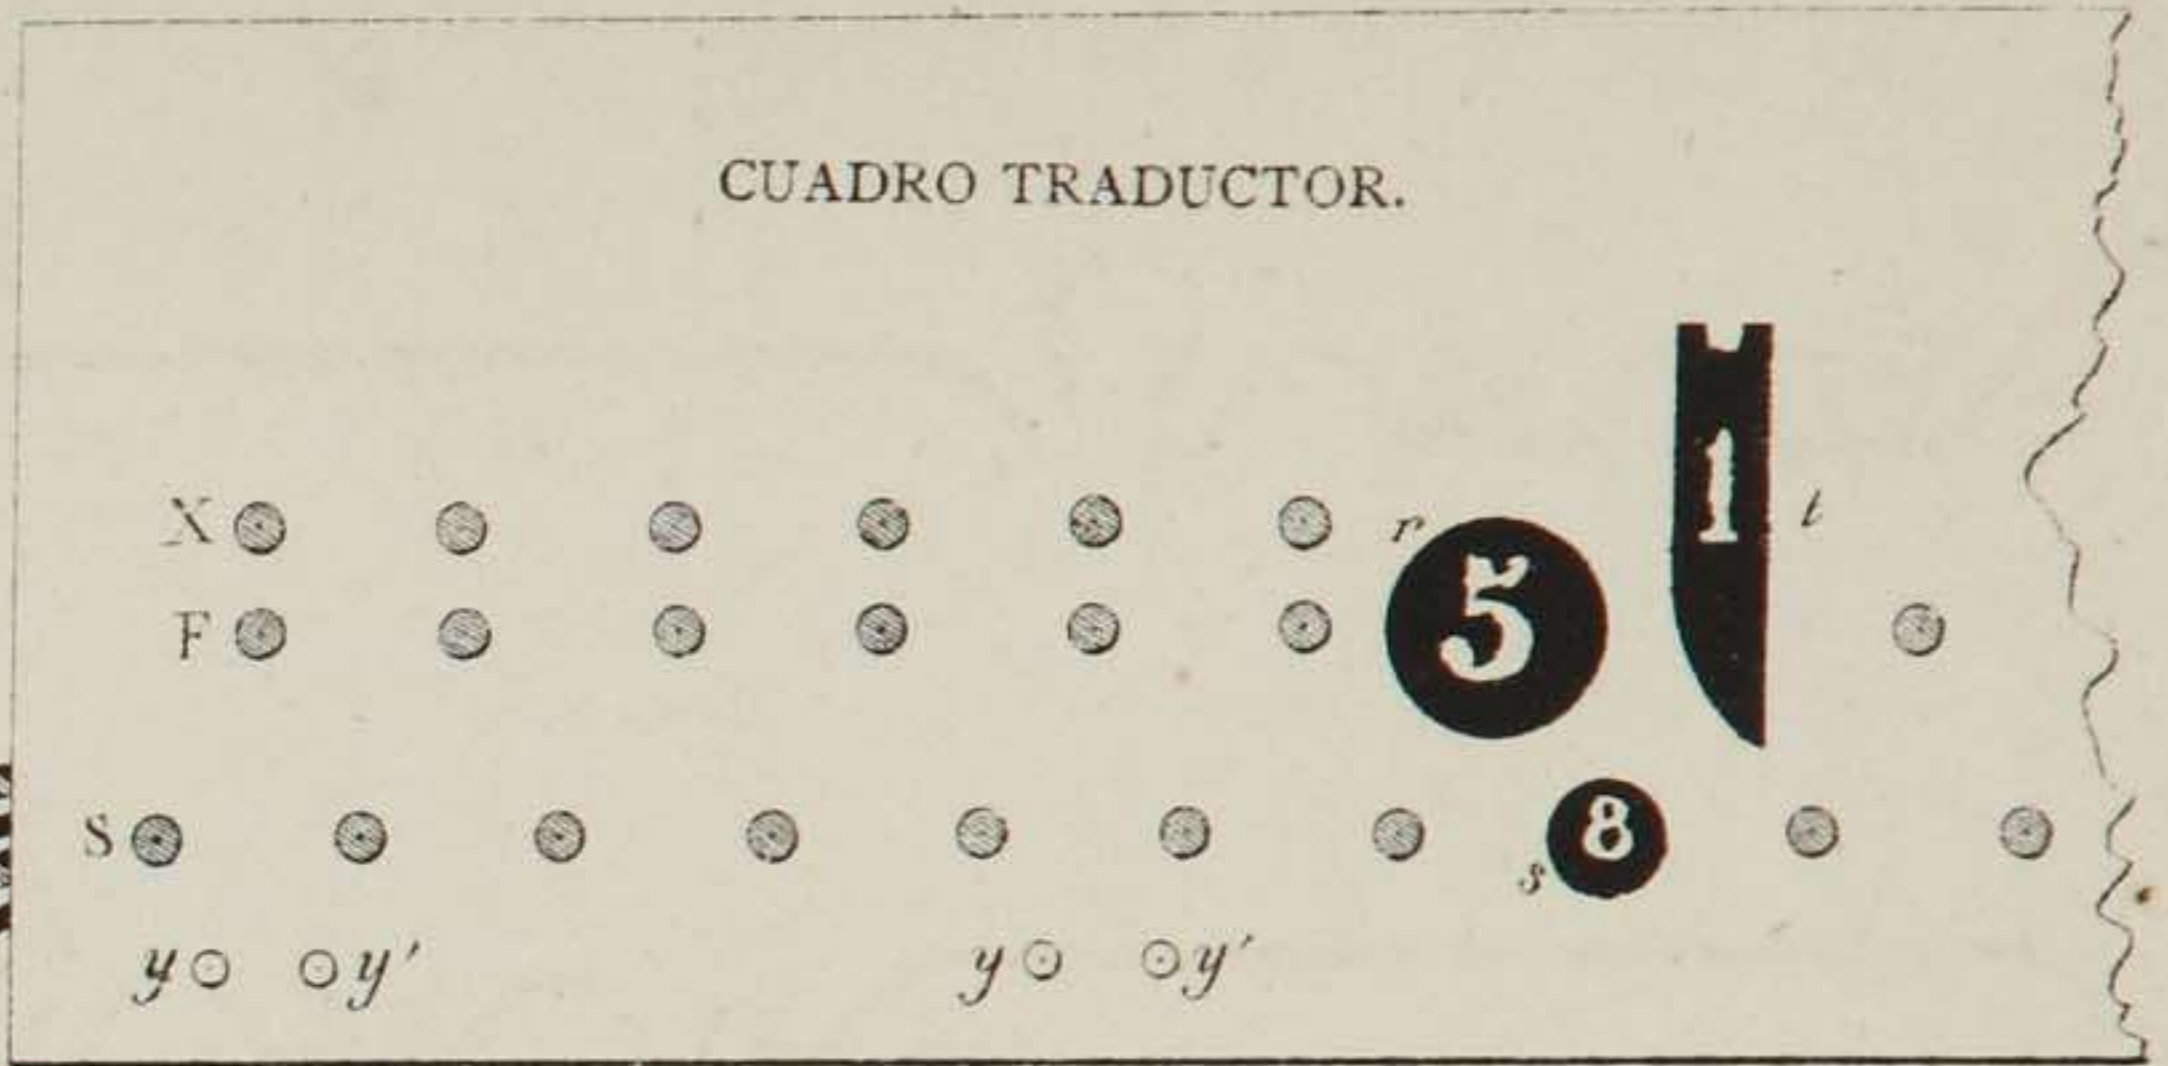 CUADRO TRADUCTOR.
1
X r t
5
F
8
S s
y y' y y'